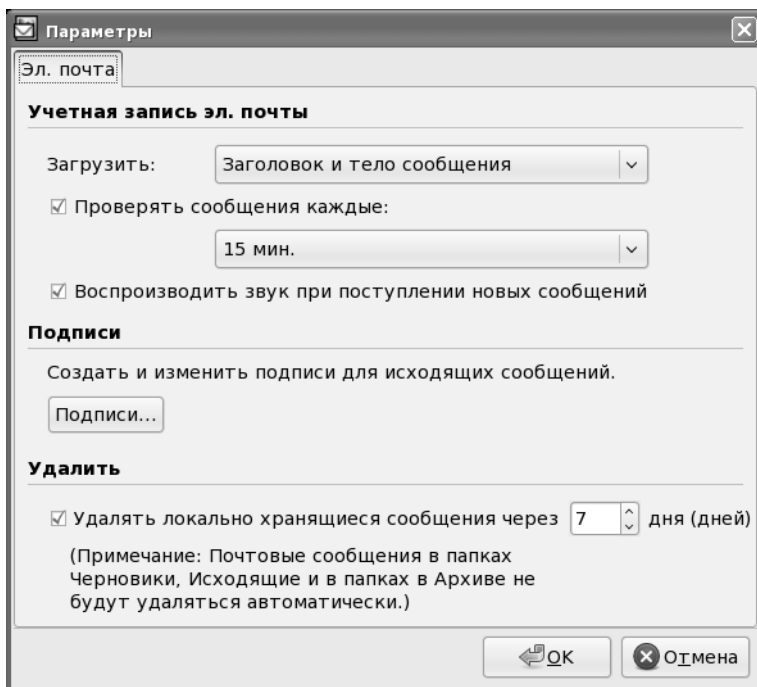 Параметры
Эл. почта
Учетная запись эл. почты
Загрузить: Заголовок и тело сообщения
Проверять сообщения каждые:
15 мин.
Воспроизводить звук при поступлении новых сообщений
Подписи
Создать и изменить подписи для исходящих сообщений.
Подписи...
Удалить
Удалять локально хранящиеся сообщения через 7 дня (дней)
(Примечание: Почтовые сообщения в папках
Черновики, Исходящие и в папках в Архиве не
будут удаляться автоматически.)
OK Отмена